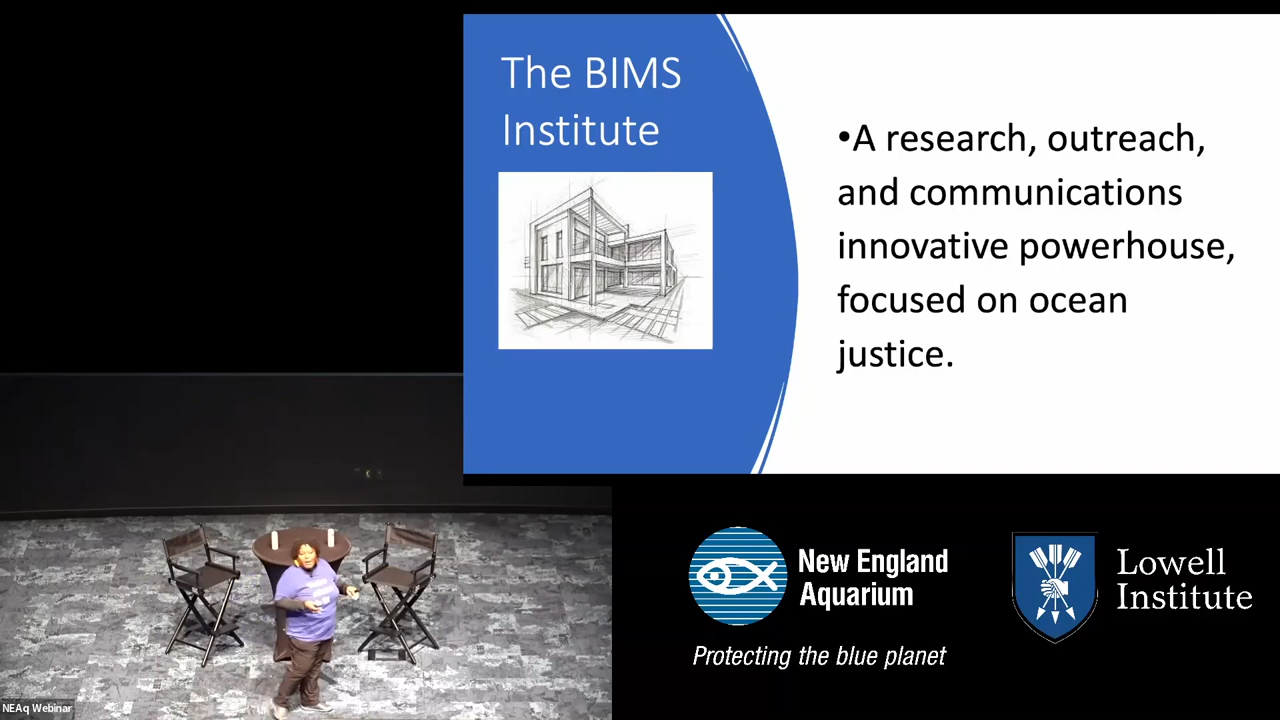 The BIMS
Institute
•A research, outreach,
and communications
innovative powerhouse,
focused on ocean
justice.
New England
Aquarium
Protecting the blue planet
Lowell
Institute
NEAq Webinar